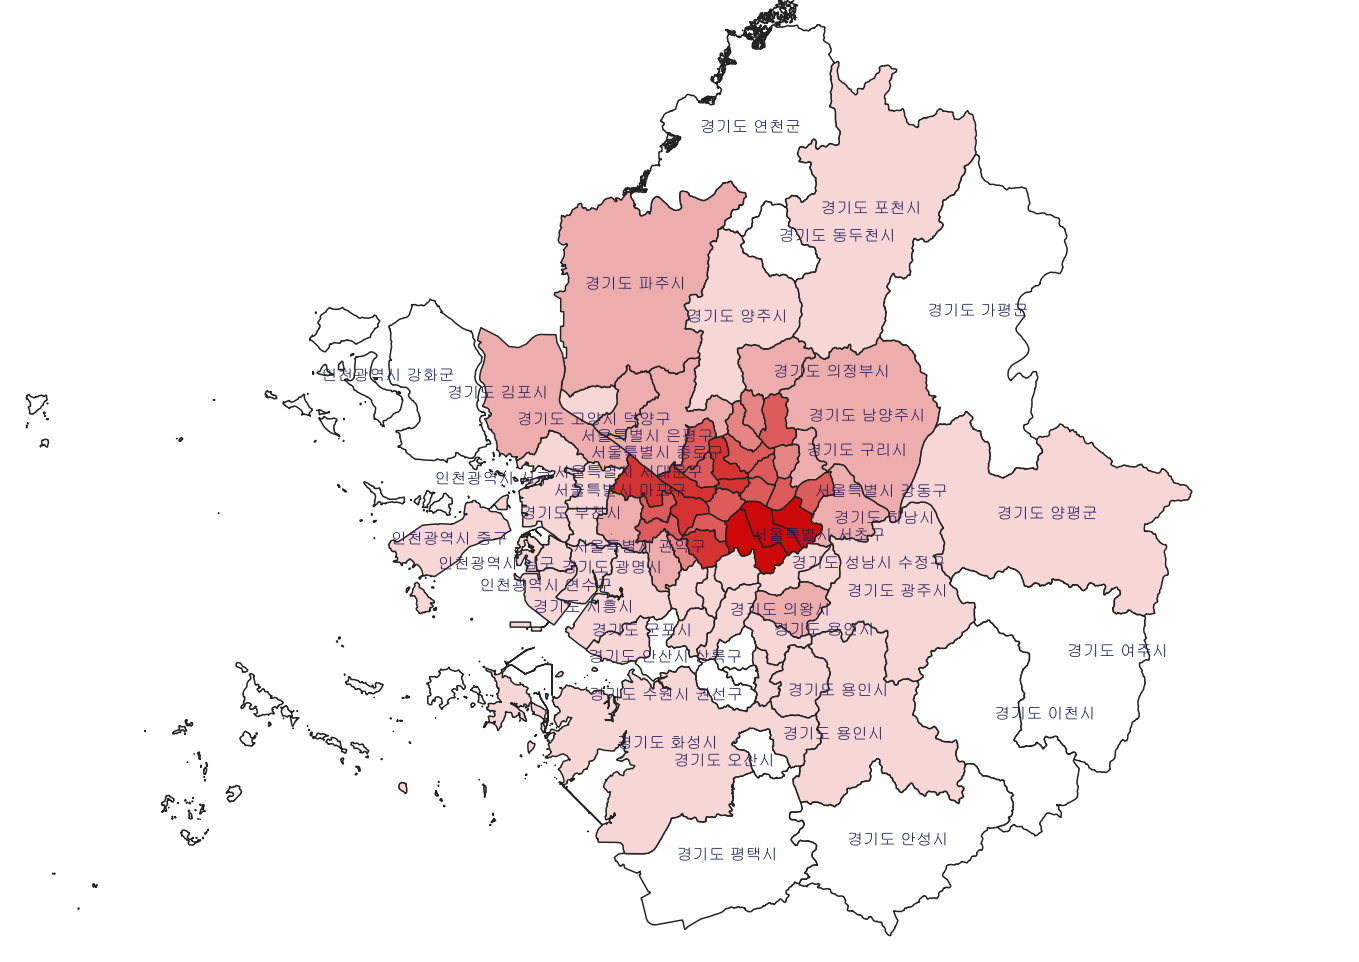 경기도 연천군
경기도 포천시
경기도 동두천시
경기도 파주시
경기도 가평군
경기도 양주시
경기도 의정부시
인천광역시 강화군
경기도 김포시
경기도 남양주시
경기도 고양시 덕양구
서울특별시 은평구
경기도 구리시
서울특별시 종로구
서울특별시 서대문구
인천광역시 서구
서울특별시 마포구
서울특별시 강동구
경기도 부천시
경기도 하남시
경기도 양평군
서울특별시 서초구
인천광역시 중구
서울특별시 관악구
인천광역시
경기도 광명시
경기도 성남시 수정구
인천광역시 연수구
경기도 광주시
경기도 시흥시
경기도 의왕시
경기도 군포시
경기도 용인시
경기도 여주시
경기도 안산시 상록구
경기도 수원시 권선구
경기도 용인시
경기도 이천시
경기도 용인시
경기도 화성시
경기도 오산시
경기도 안성시
경기도 평택시